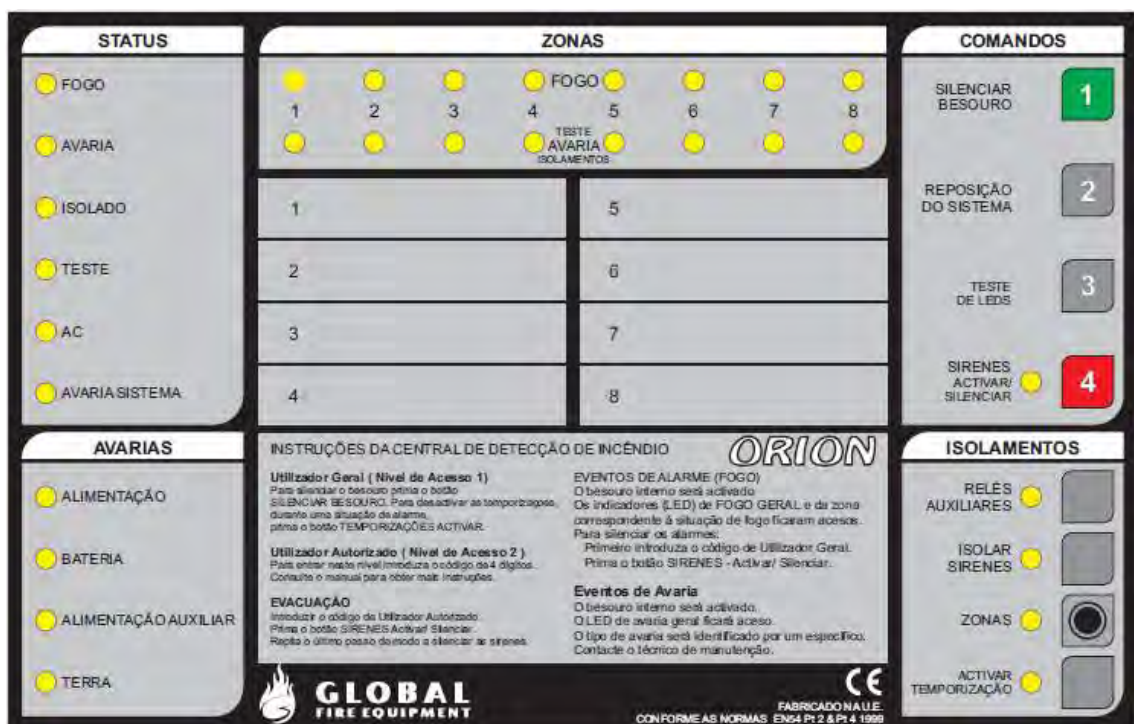 STATUS
FOGO
AVARIA
ISOLADO
TESTE
AC
AVARIA SISTEMA
AVARIAS
ALIMENTAÇÃO
BATERIA
ALIMENTAÇÃO AUXILIAR
TERRA
ZONAS
FOGO
1 2 3 4 5 6 7 8
TESTE
AVARIA
ISOLAMENTOS
1 5
2 6
3 7
4 8
INSTRUÇÕES DA CENTRAL DE DETECÇÃO DE INCÊNDIO
ORION
Utilizador Geral ( Nivel de Acesso 1)
Para silenciar o besouro prima o botão
SILENCIAR BESOURO. Para desactivar as temporizaçoes,
durante uma situação de alarme,
prima o botão TEMPORIZAÇÕES ACTIVAR.
Utilizador Autorizado ( Nivel de Acesso 2 )
Para entrar neste nivel introduza o código de 4 digitos.
Consulte o manual para obter mais instruções.
EVACUAÇÃO
Introduzir o código de Utilizador Autorizado.
Prima o botão SIRENES Activar/ Silenciar.
Repita o último passo de modo a silenciar as sirenes.
EVENTOS DE ALARME (FOGO)
O besouro interno será activado
Os indicadores (LED) de FOGO GERAL e da zona
correspondente á situação de fogo ficaram acesos.
Para silenciar os alarmes:
Primeiro introduza o código de Utilizador Geral.
Prima o botão SIRENES - Activar/ Silenciar.
Eventos de Avaria
O besouro interno será activado.
O LED de avaria geral ficará aceso.
O tipo de avaria será identificado por um especifico.
Contacte o técnico de manutenção.
GLOBAL
FIRE EQUIPMENT
CE
FABRICADO NA U.E.
CONFORME AS NORMAS EN54 Pt 2 & Pt 4 1999
COMANDOS
SILENCIAR
BESOURO
1
REPOSIÇÃO
DO SISTEMA
2
TESTE
DE LEDS
3
SIRENES
ACTIVAR/
SILENCIAR
4
ISOLAMENTOS
RELÉS
AUXILIARES
ISOLAR
SIRENES
ZONAS
ACTIVAR
TEMPORIZAÇÃO